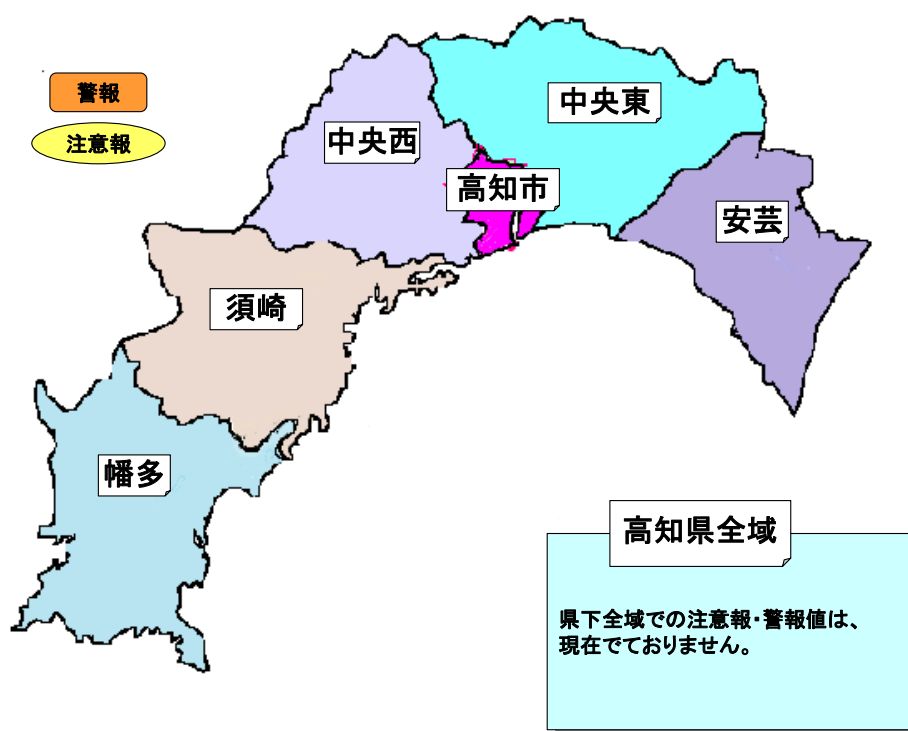 警報
注意報
中央東
中央西
高知市
安芸
須崎
幡多
高知県全域
県下全域での注意報・警報値は、
現在でておりません。